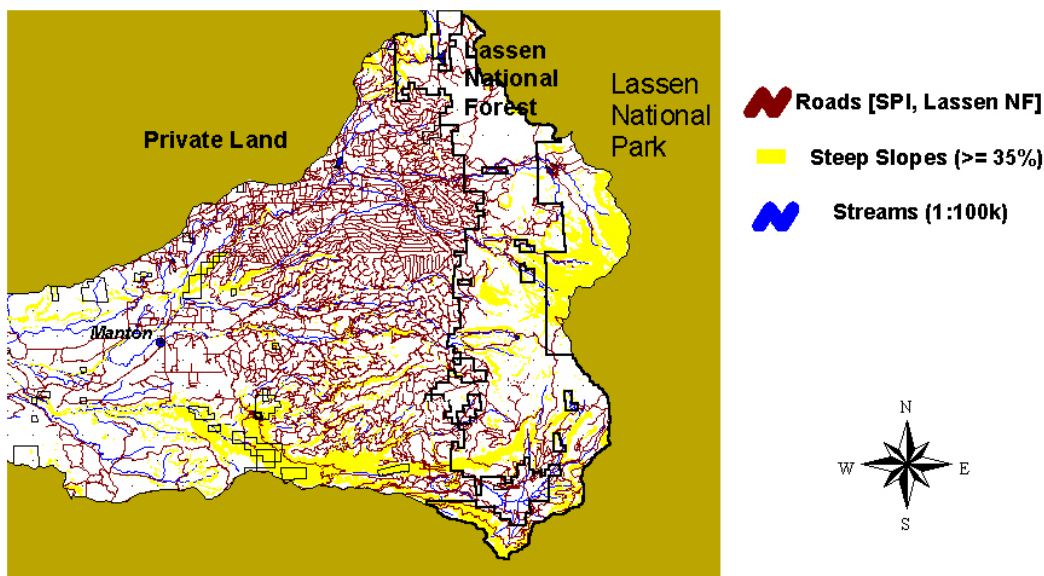 Lassen
National
Forest
Lassen
National
Park
Private Land
Manton
Roads [SPI, Lassen NF]
Steep Slopes (>= 35%)
Streams (1:100k)
N
W
E
S